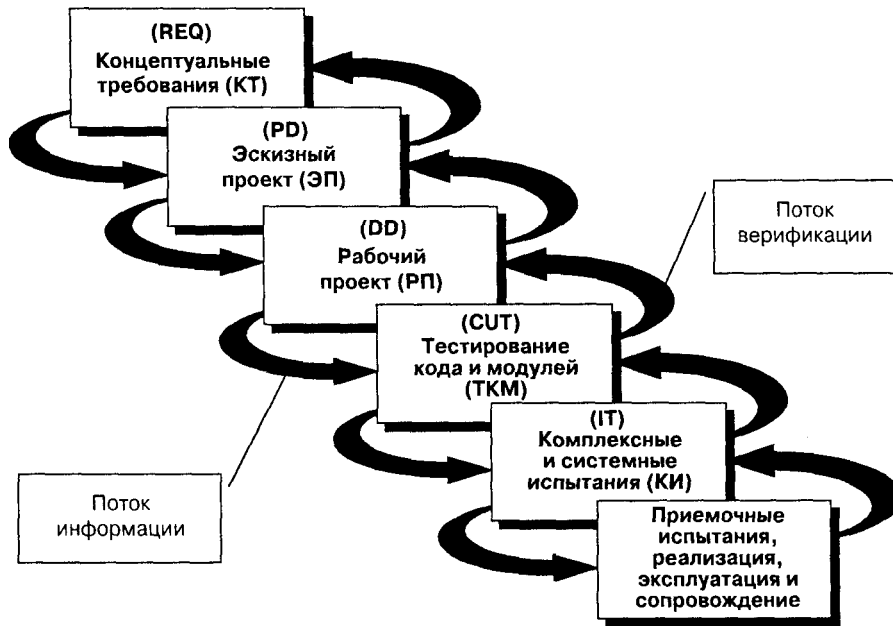 (REQ)
Концептуальные
требования (КТ)
(PD)
Эскизный
проект (ЭП)
(DD)
Рабочий
проект (РП)
Поток
верификации
(CUT)
Тестирование
кода и модулей
(ТКМ)
(IT)
Комплексные
и системные
испытания (КИ)
Поток
информации
Приемочные
испытания,
реализация,
эксплуатация и
сопровождение